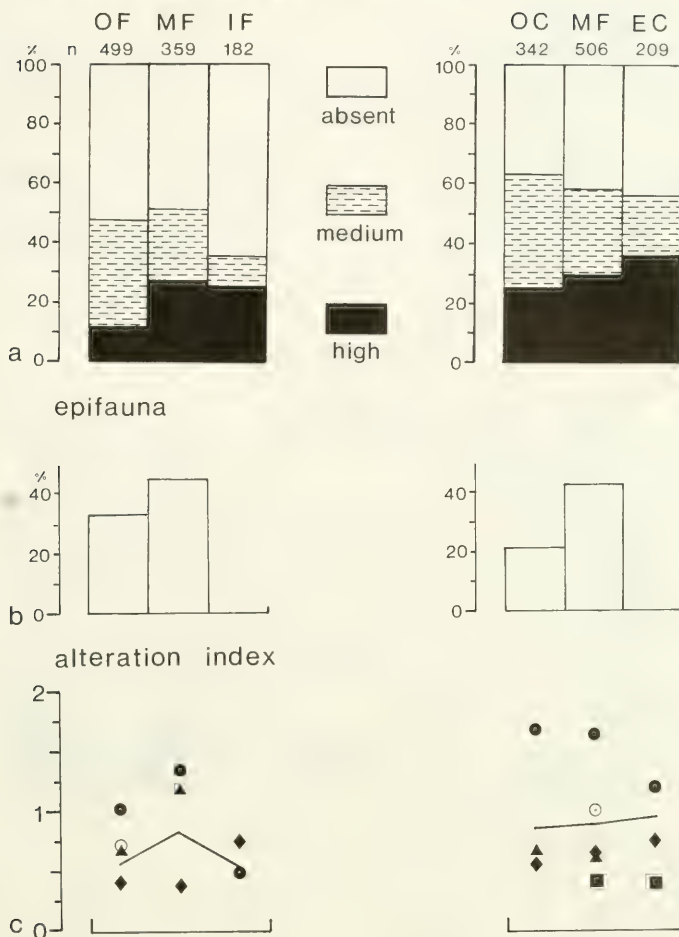 OF MF IF
% n 499 359 182
100
80
60
40
20
a 0
absent
medium
high
OC MF EC
% 342 506 209
100
80
60
40
20
0
epifauna
%
40
20
b 0
40
20
0
alteration index
2
1
c 0